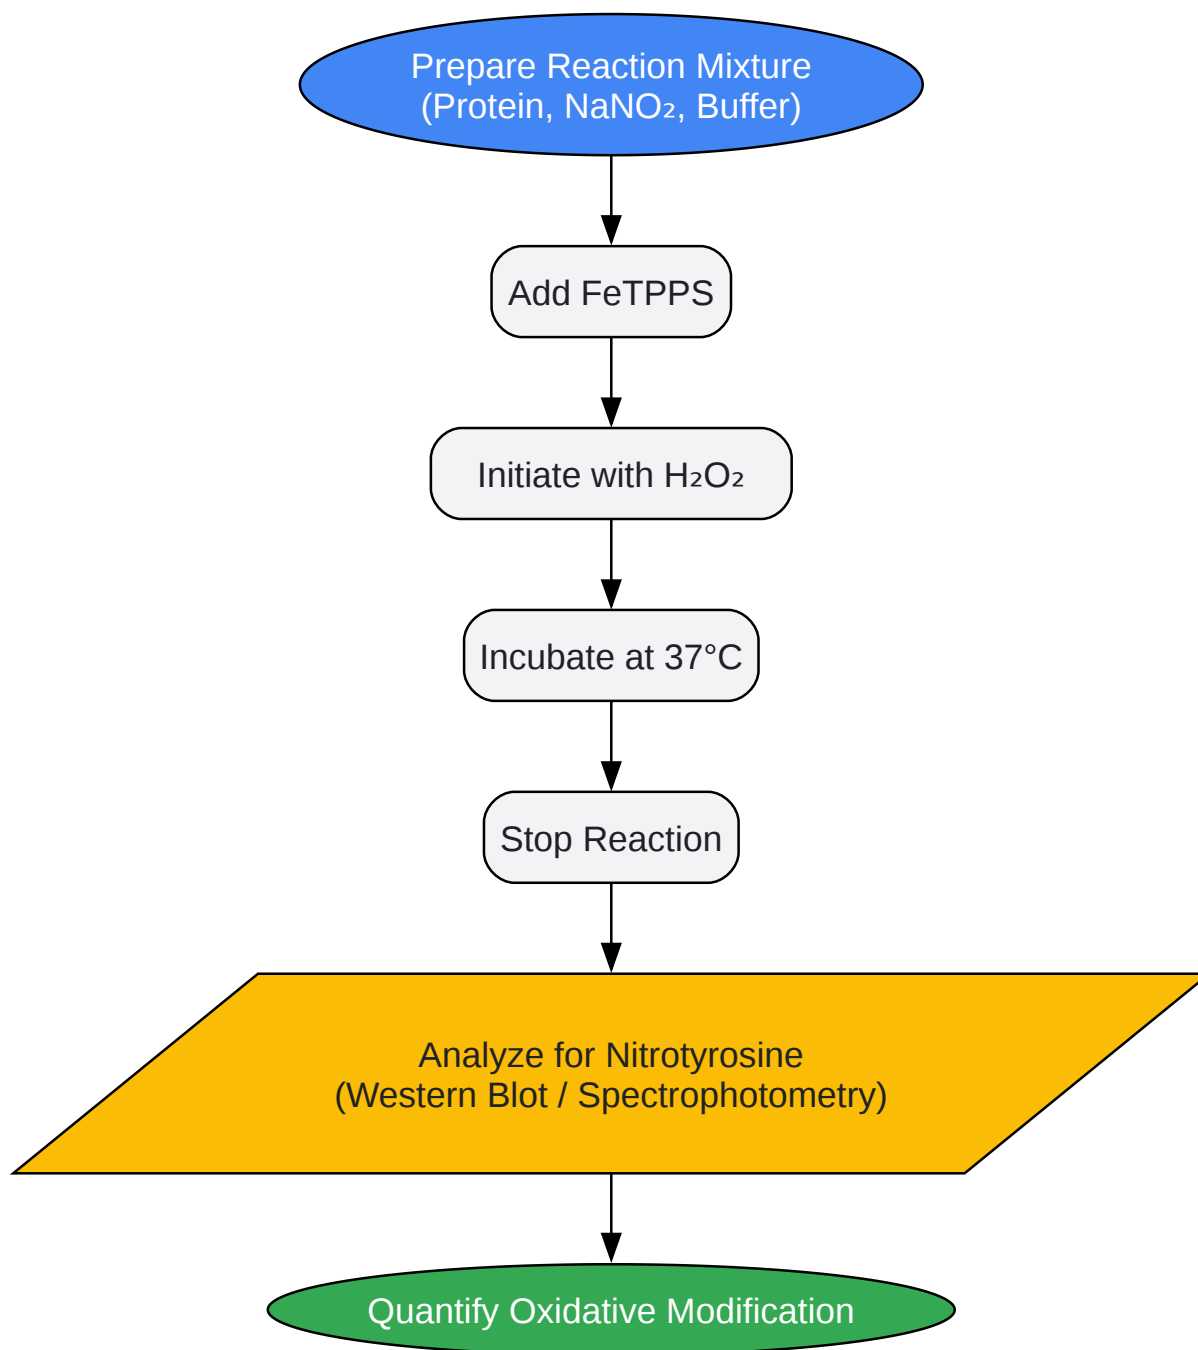 Prepare Reaction Mixture
(Protein, NaNO₂, Buffer)
Add FeTPPS
Initiate with H₂O₂
Incubate at 37°C
Stop Reaction
Analyze for Nitrotyrosine
(Western Blot / Spectrophotometry)
Quantify Oxidative Modification